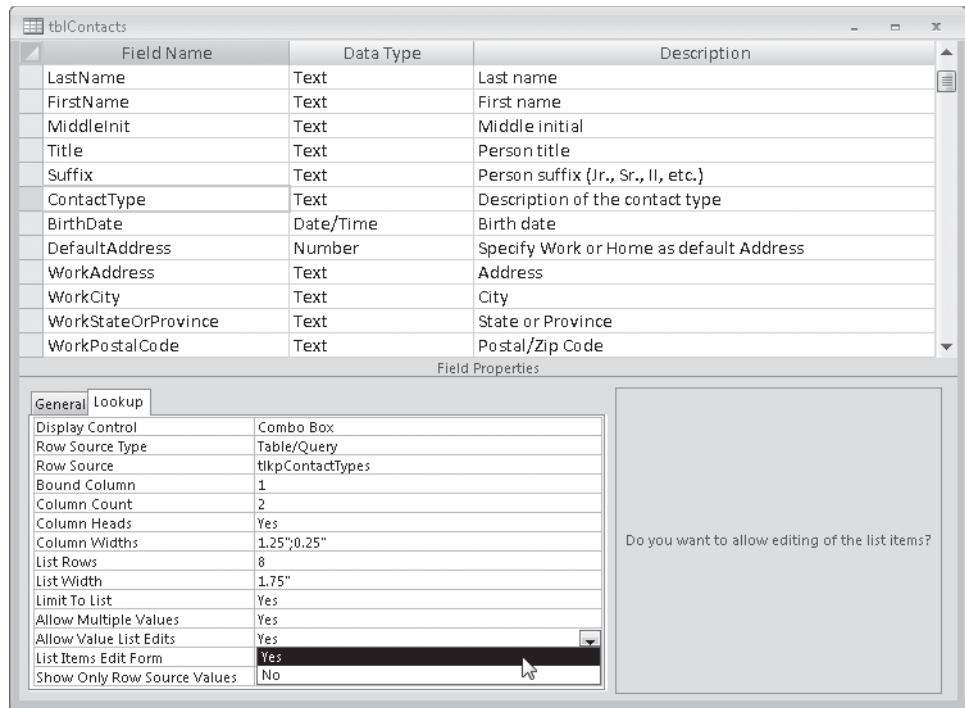 tblContacts
Field Name Data Type Description
LastName Text Last name
FirstName Text First name
MiddleInit Text Middle initial
Title Text Person title
Suffix Text Person suffix (Jr., Sr., II, etc.)
ContactType Text Description of the contact type
BirthDate Date/Time Birth date
DefaultAddress Number Specify Work or Home as default Address
WorkAddress Text Address
WorkCity Text City
WorkStateOrProvince Text State or Province
WorkPostalCode Text Postal/Zip Code
Field Properties
General Lookup
Display Control Combo Box
Row Source Type Table/Query
Row Source tlkpContactTypes
Bound Column 1
Column Count 2
Column Heads Yes
Column Widths 1.25";0.25"
List Rows 8
List Width 1.75"
Limit To List Yes
Allow Multiple Values Yes
Allow Value List Edits Yes
List Items Edit Form Yes
Show Only Row Source Values No
Do you want to allow editing of the list items?